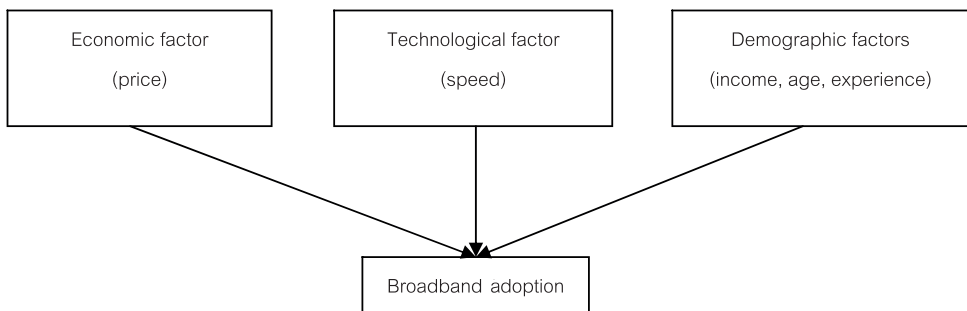 Economic factor
(price)
Technological factor
(speed)
Demographic factors
(income, age, experience)
Broadband adoption